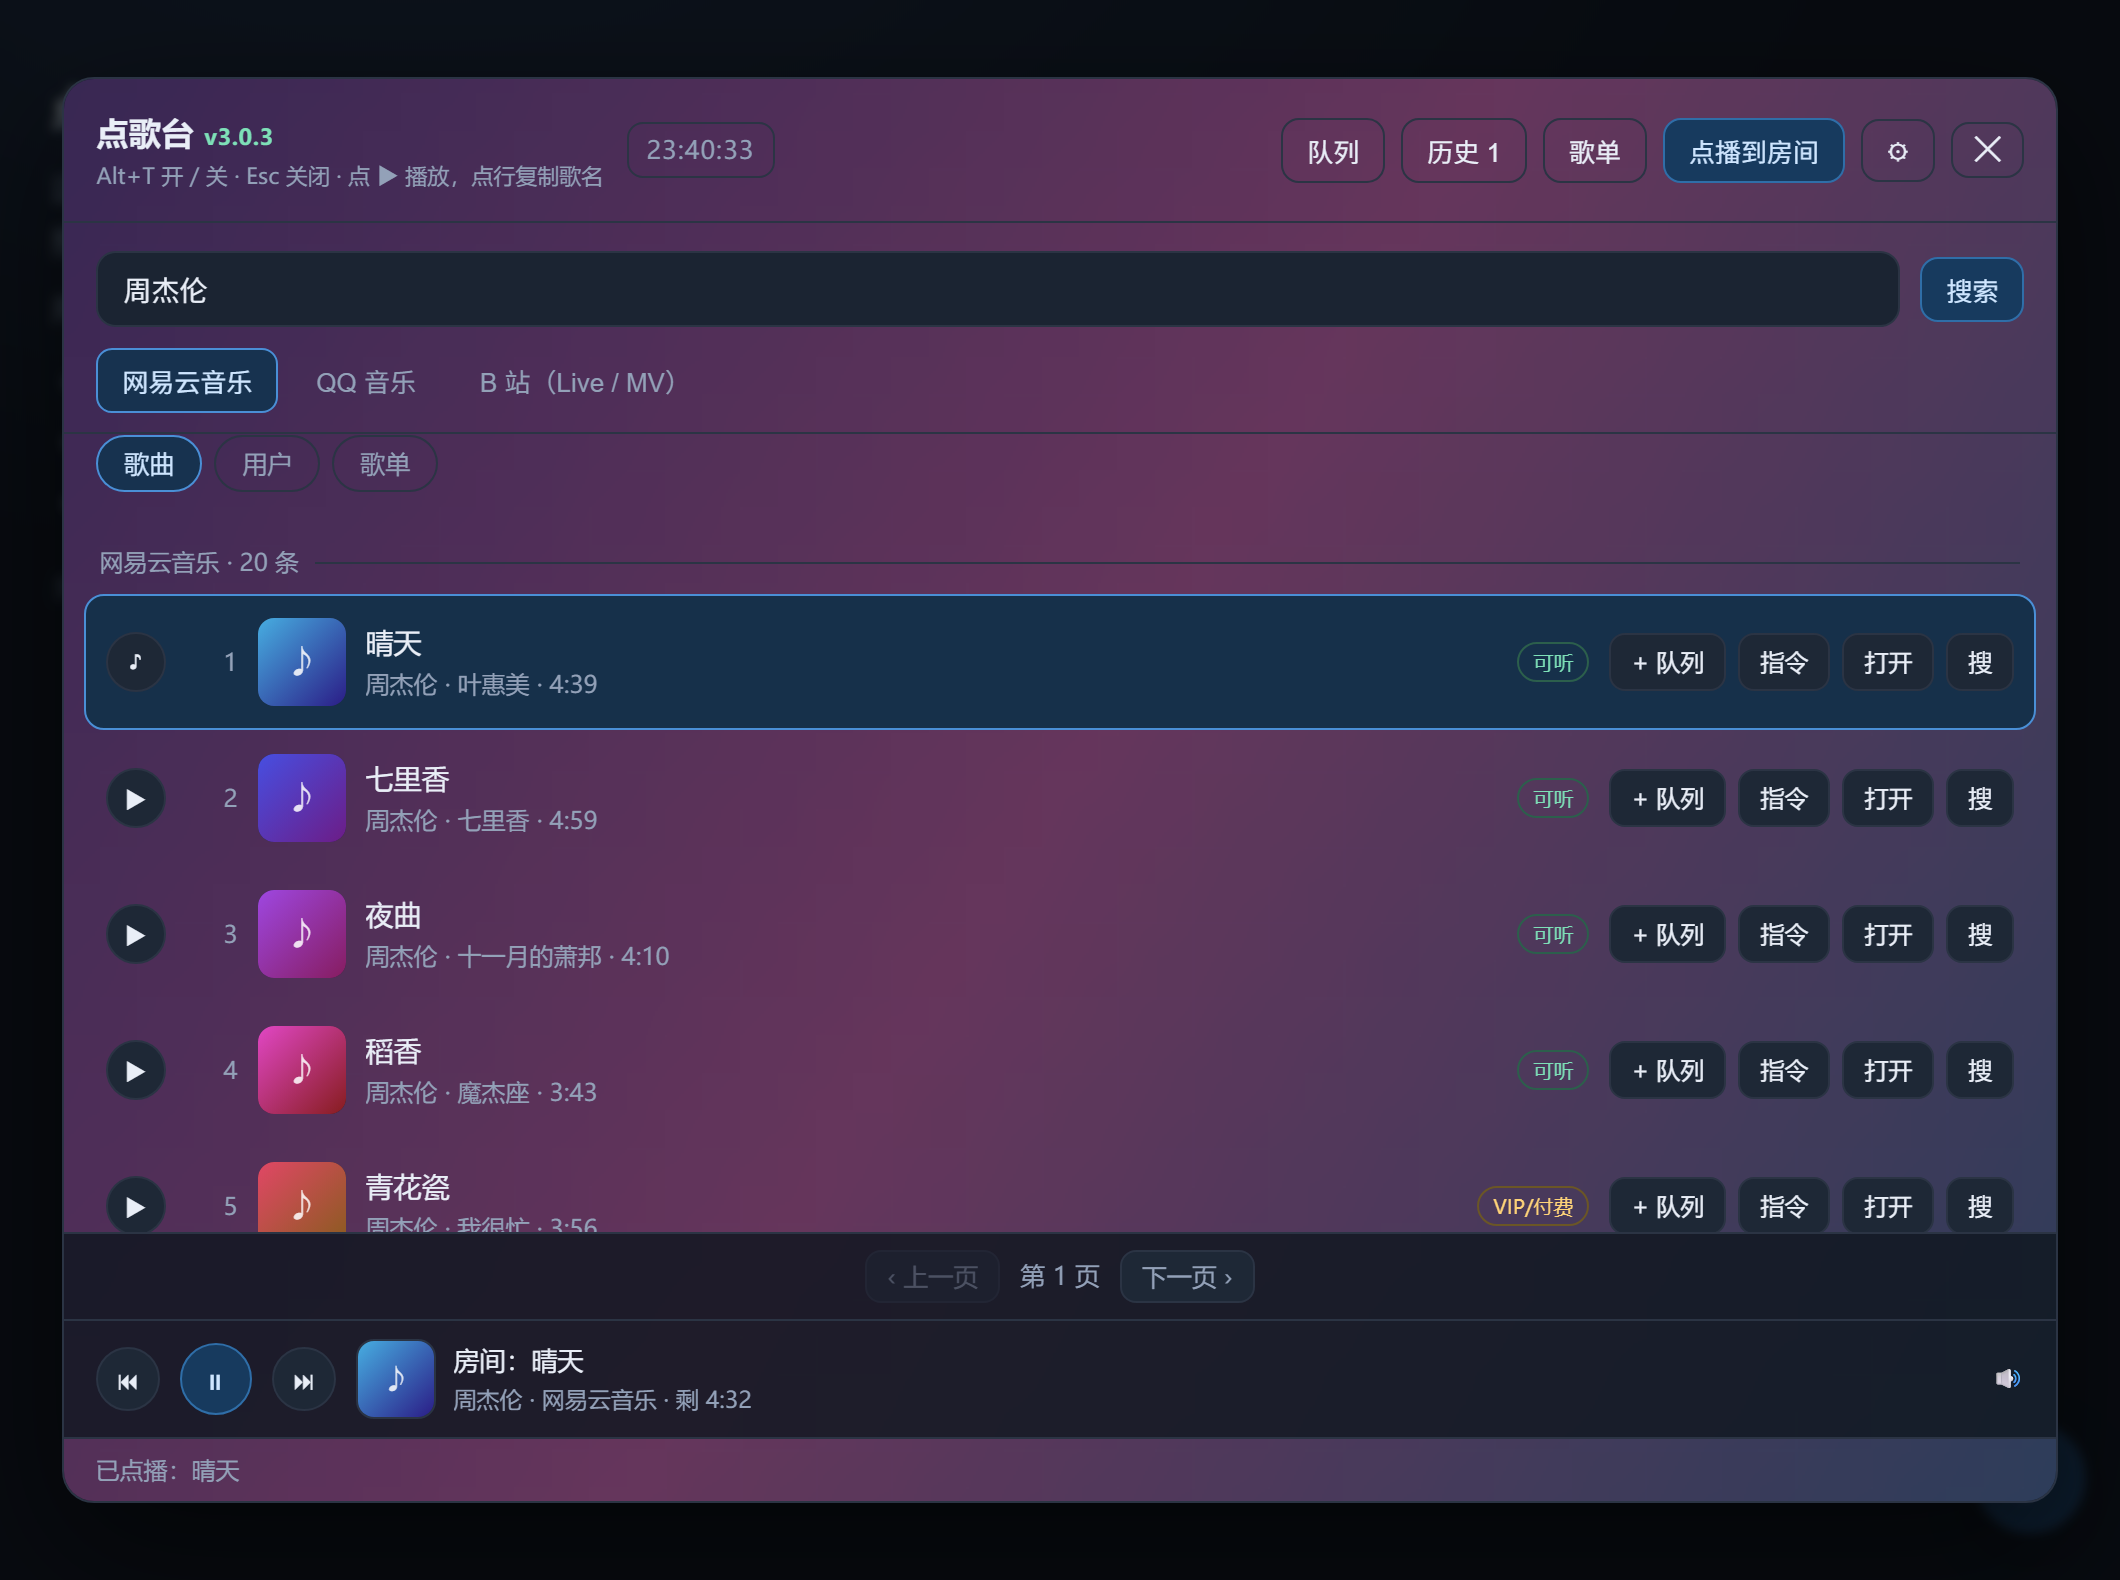 点歌台 v3.0.3
Alt+T 开 / 关 · Esc 关闭 · 点 ▶ 播放，点行复制歌名
23:40:33
队列
历史 1
歌单
点播到房间
周杰伦
搜索
网易云音乐
QQ 音乐
B 站（Live / MV）
歌曲
用户
歌单
网易云音乐 · 20 条
1
晴天
周杰伦 · 叶惠美 · 4:39
可听
+ 队列
指令
打开
搜
2
七里香
周杰伦 · 七里香 · 4:59
可听
+ 队列
指令
打开
搜
3
夜曲
周杰伦 · 十一月的萧邦 · 4:10
可听
+ 队列
指令
打开
搜
4
稻香
周杰伦 · 魔杰座 · 3:43
可听
+ 队列
指令
打开
搜
5
青花瓷
周杰伦 · 我很忙 · 3:56
VIP/付费
+ 队列
指令
打开
搜
‹ 上一页
第 1 页
下一页 ›
房间：晴天
周杰伦 · 网易云音乐 · 剩 4:32
已点播：晴天